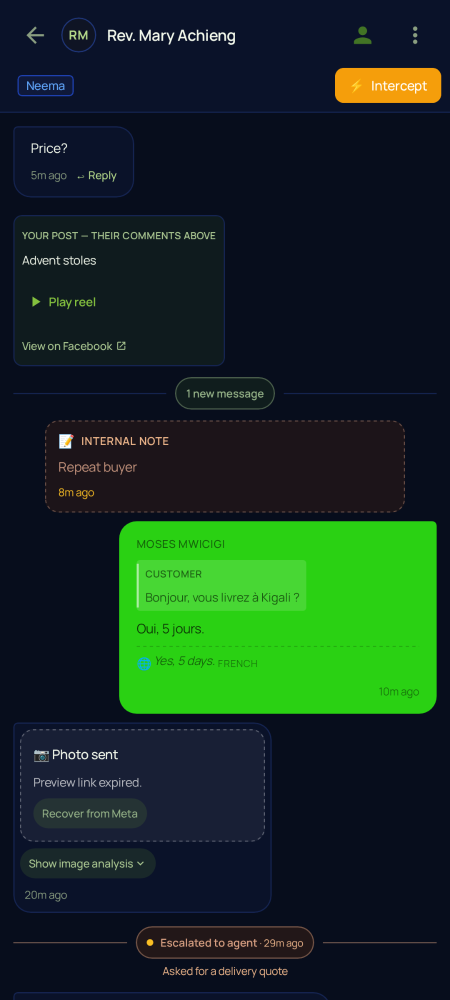 RM Rev. Mary Achieng
Neema
⚡ Intercept
Price?
5m ago ↩ Reply
YOUR POST — THEIR COMMENTS ABOVE
Advent stoles
▶ Play reel
View on Facebook
1 new message
📝 INTERNAL NOTE
Repeat buyer
8m ago
MOSES MWICIGI
CUSTOMER
Bonjour, vous livrez à Kigali ?
Oui, 5 jours.
🌐 Yes, 5 days. FRENCH
10m ago
📷 Photo sent
Preview link expired.
Recover from Meta
Show image analysis
20m ago
Escalated to agent · 29m ago
Asked for a delivery quote